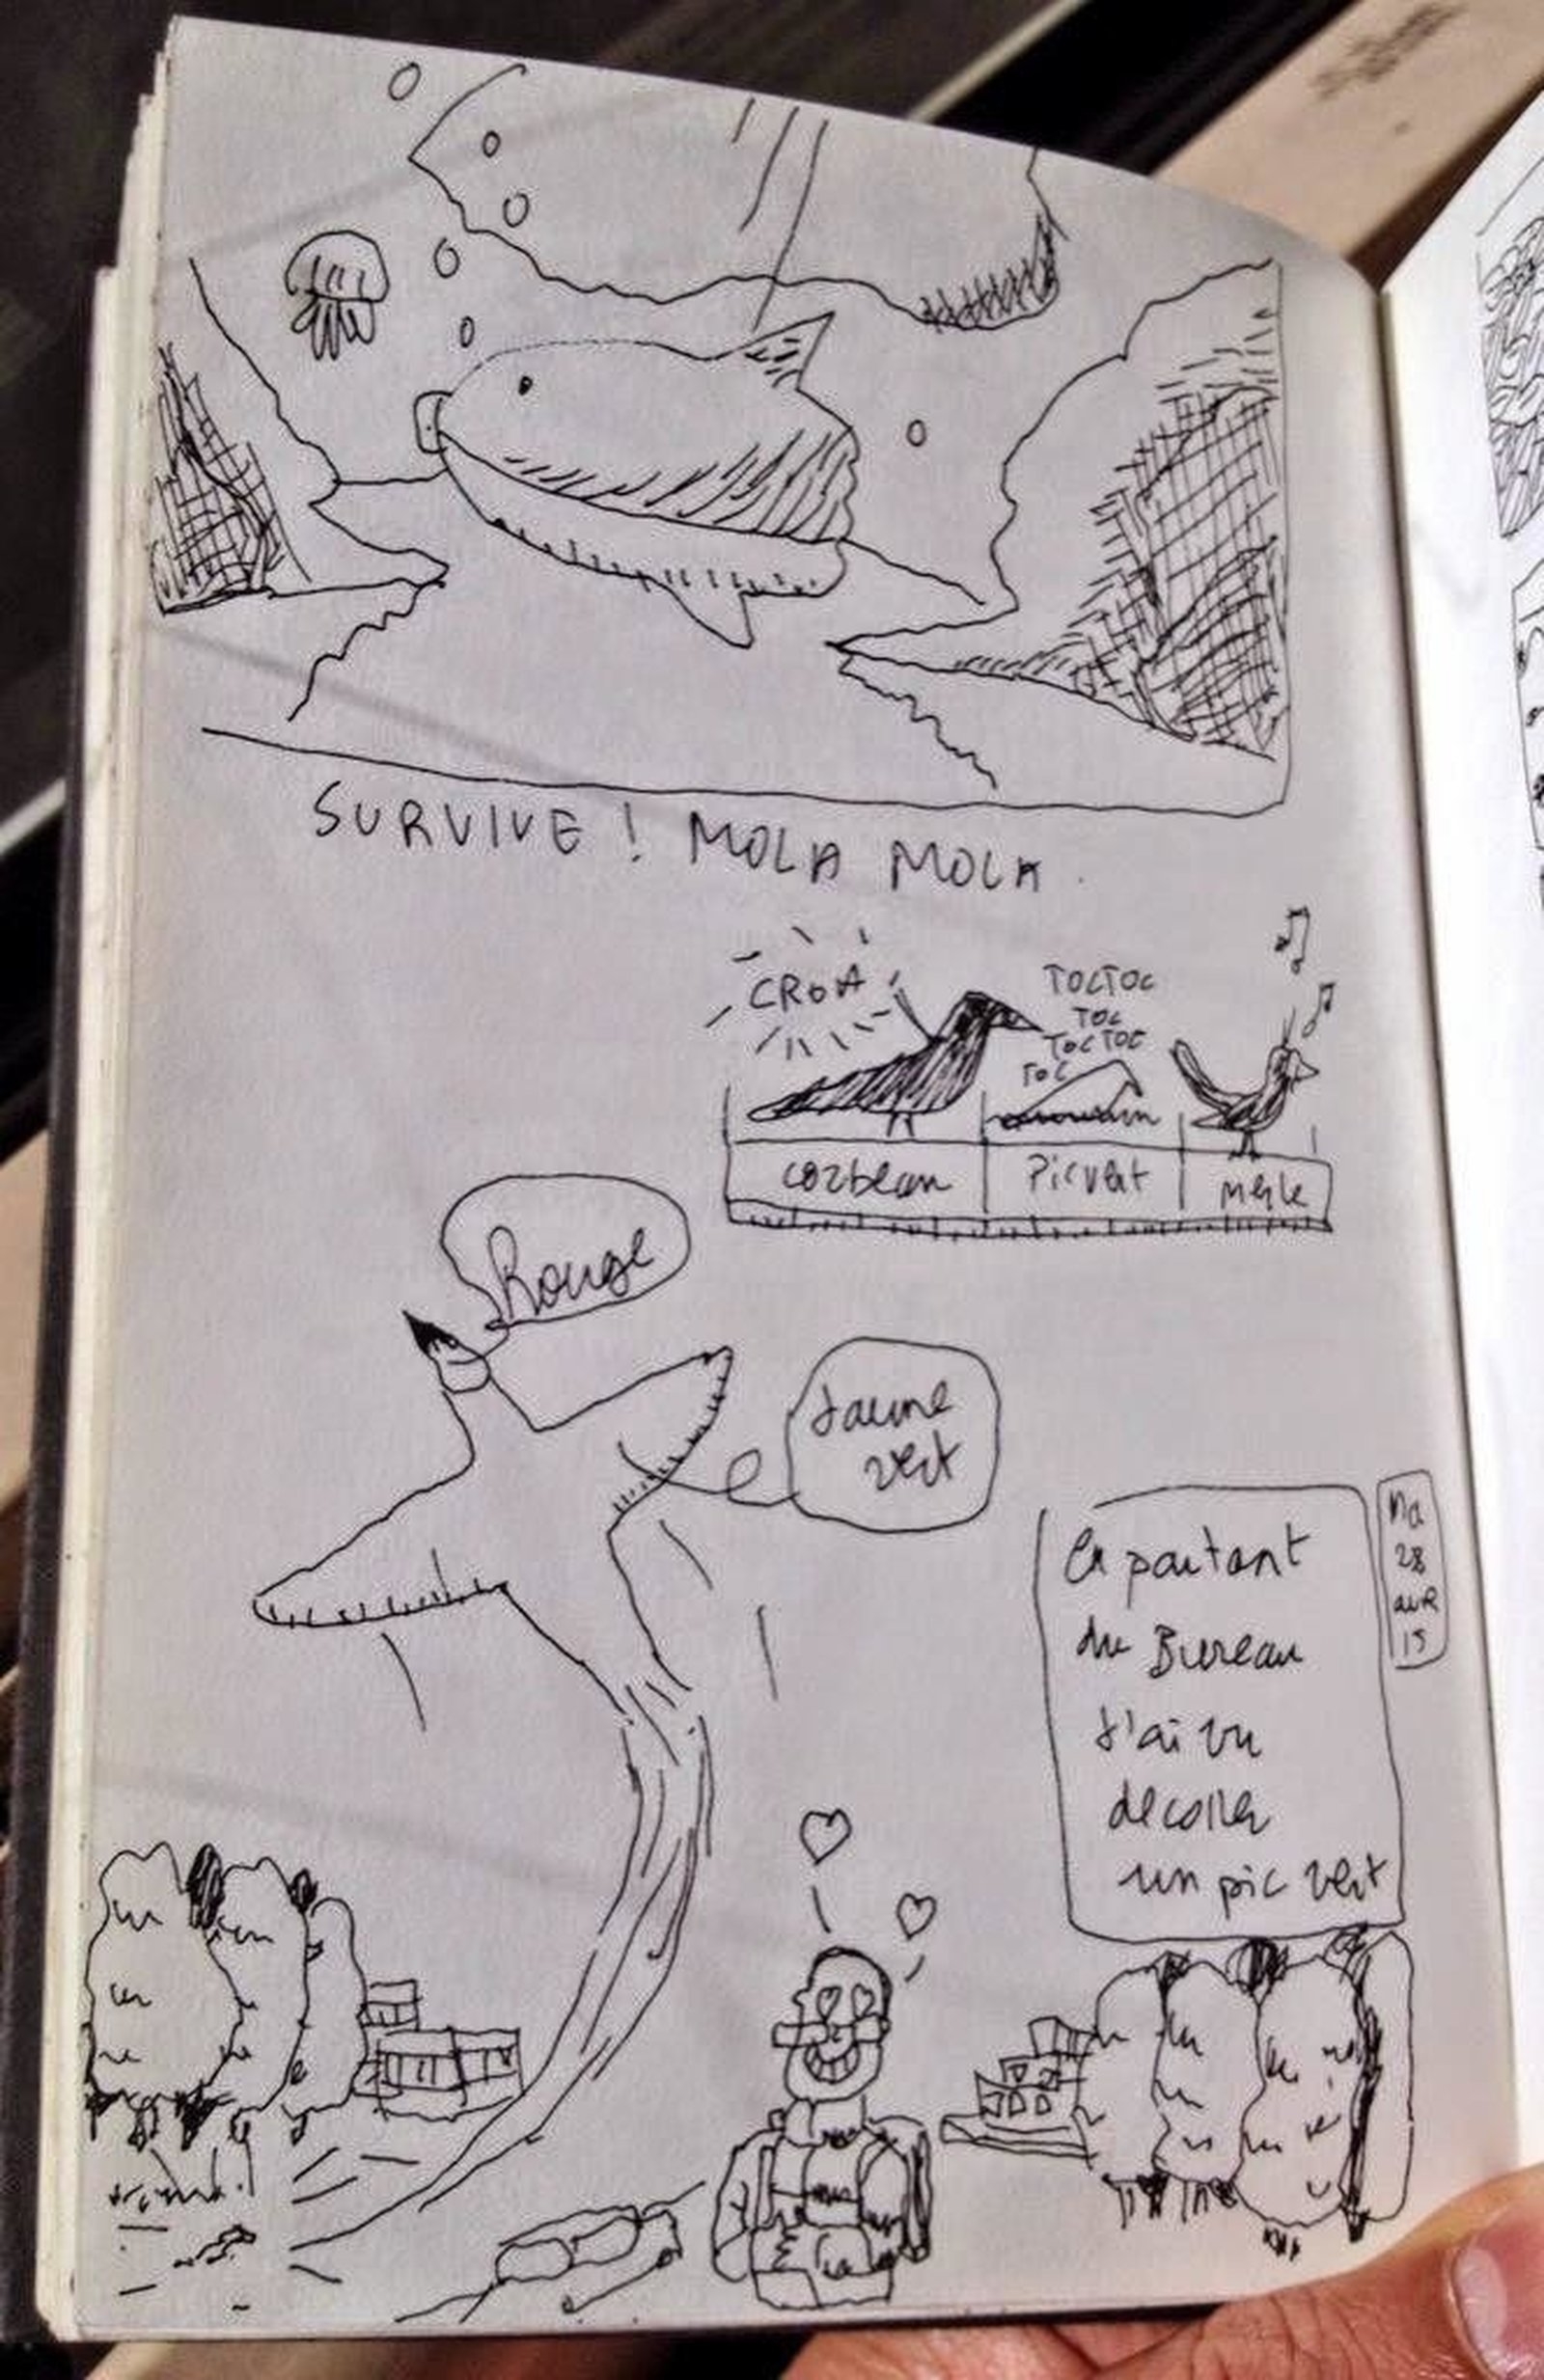 SURVIVE ! MOLA MOLA
CROA
TOCTOC
TOC
TOCTOC
TOC
corbeau
Picvert
Merle
Rouge
Jaune
vert
En partant
du Bureau
J'ai vu
decoller
un pic vert
Ma
28
avr
15